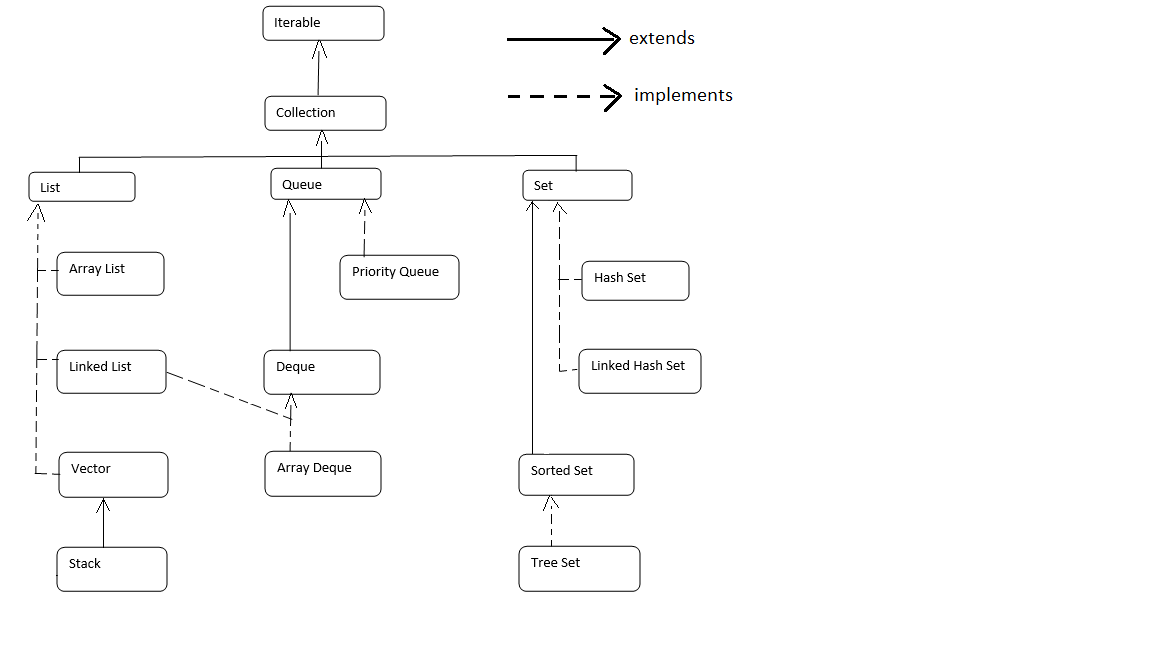 Iterable
extends
implements
Collection
List
Queue
Set
Array List
Priority Queue
Hash Set
Linked List
Deque
Linked Hash Set
Vector
Array Deque
Sorted Set
Stack
Tree Set